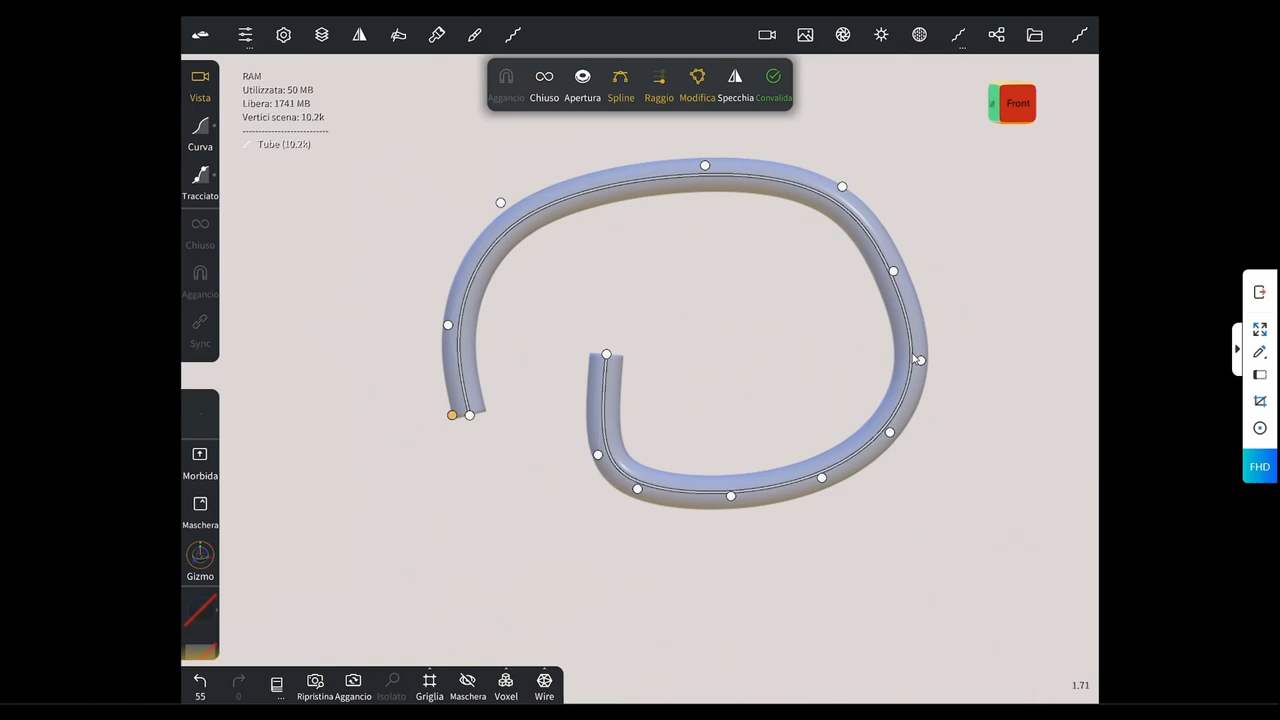 RAM
Utilizzata: 50 MB
Libera: 1741 MB
Vertici scena: 10.2k
Tube (10.2k)
Aggancio Chiuso Apertura Spline Raggio Modifica Specchia Convalida
Front
Vista
Curva
Tracciato
Chiuso
Aggancio
Sync
Morbida
Maschera
Gizmo
55 0 ... Ripristina Aggancio Isolato Griglia Maschera Voxel Wire
1.71
FHD